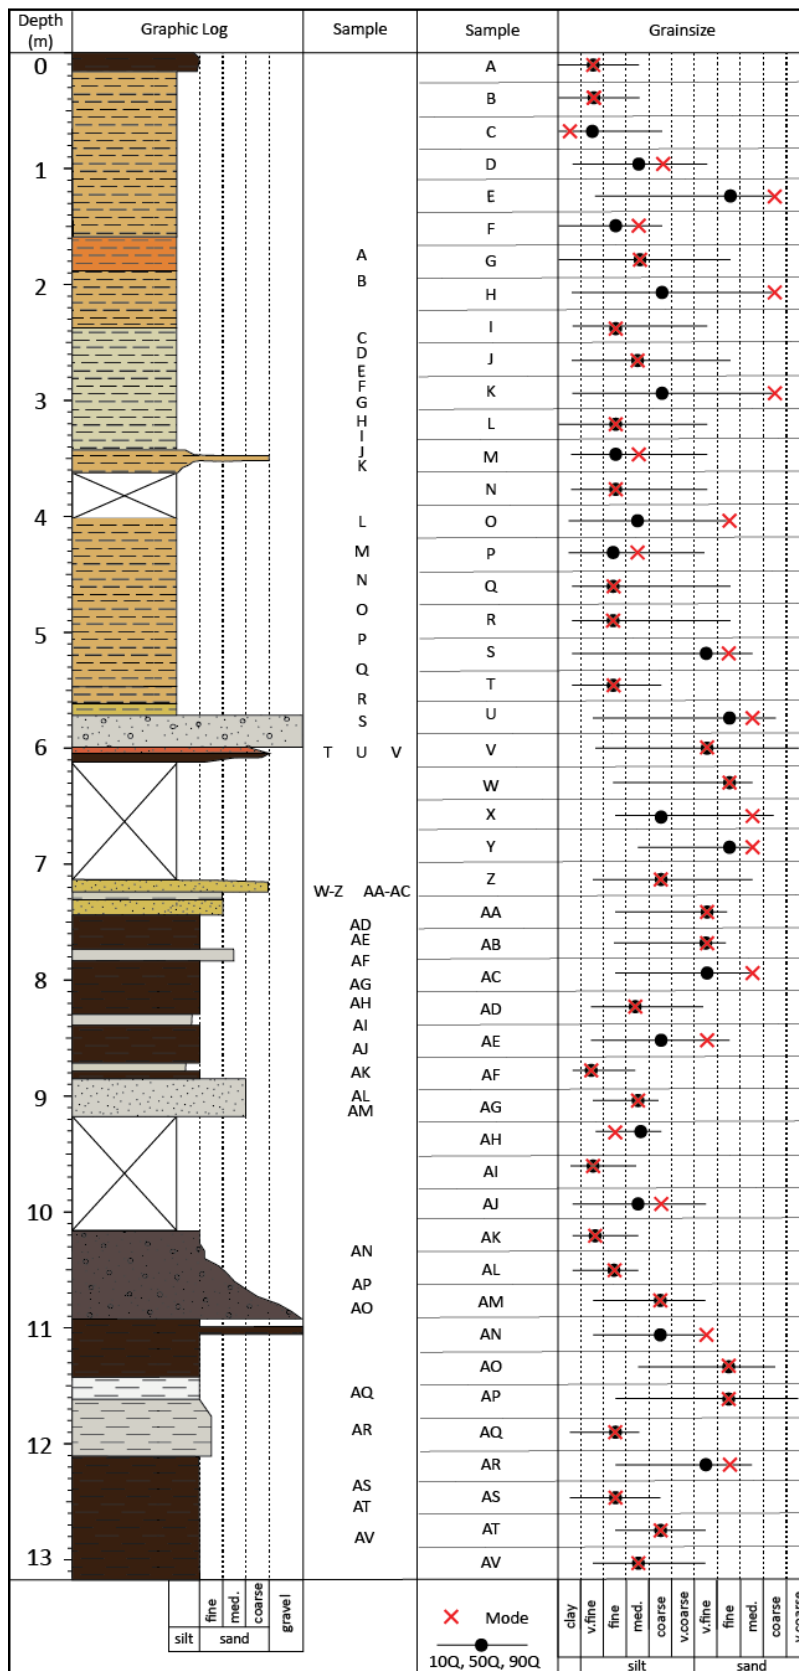 Depth (m) Graphic Log Sample Sample Grainsize
0
1
2
3
4
5
6
7
8
9
10
11
12
13
A
B
C
D
E
F
G
H
I
J
K
L
M
N
O
P
Q
R
S
T U V
W-Z AA-AC
AD
AE
AF
AG
AH
AI
AJ
AK
AL
AM
AN
AP
AO
AQ
AR
AS
AT
AV
A
B
C
D
E
F
G
H
I
J
K
L
M
N
O
P
Q
R
S
T
U
V
W
X
Y
Z
AA
AB
AC
AD
AE
AF
AG
AH
AI
AJ
AK
AL
AM
AN
AO
AP
AQ
AR
AS
AT
AV
fine med. coarse gravel
silt sand
Mode
10Q, 50Q, 90Q
clay v.fine fine med. coarse v.coarse v.fine fine med. coarse v.coarse
silt sand